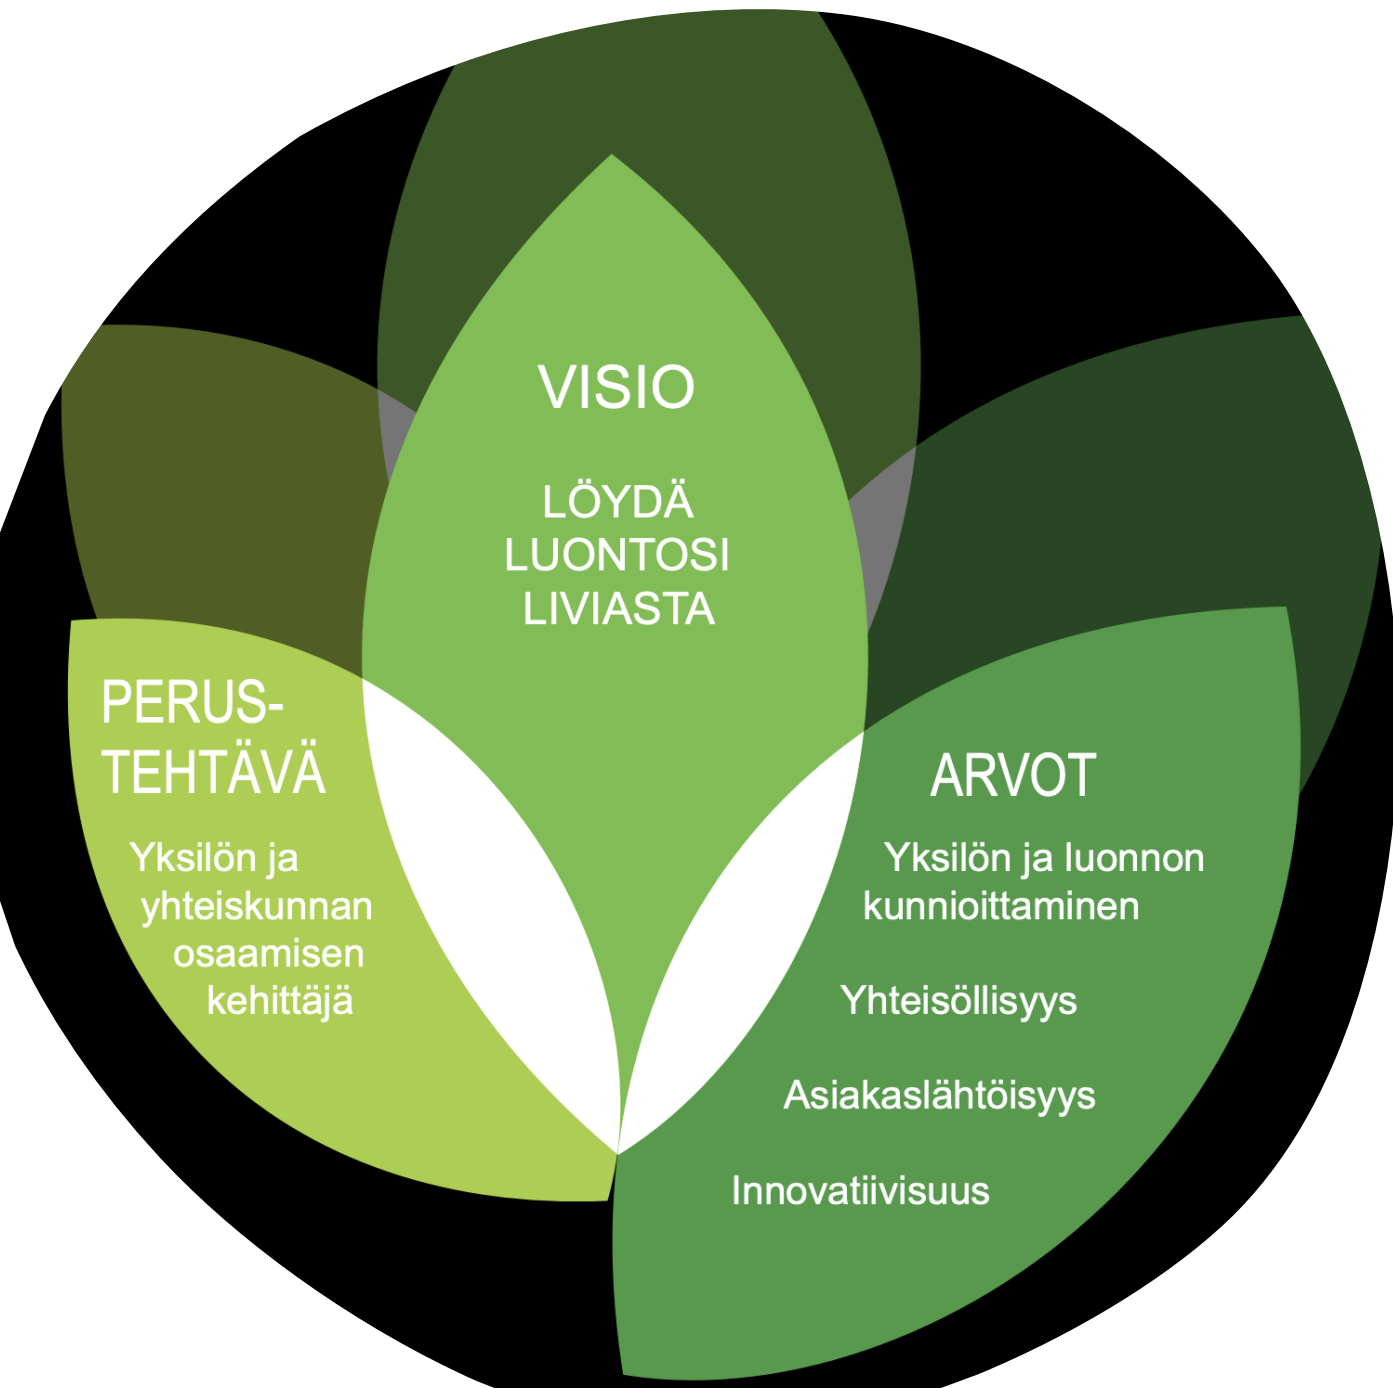 VISIO
LÖYDÄ
LUONTOSI
LIVIASTA
PERUS-
TEHTÄVÄ
Yksilön ja
yhteiskunnan
osaamisen
kehittäjä
ARVOT
Yksilön ja luonnon
kunnioittaminen
Yhteisöllisyys
Asiakaslähtöisyys
Innovatiivisuus